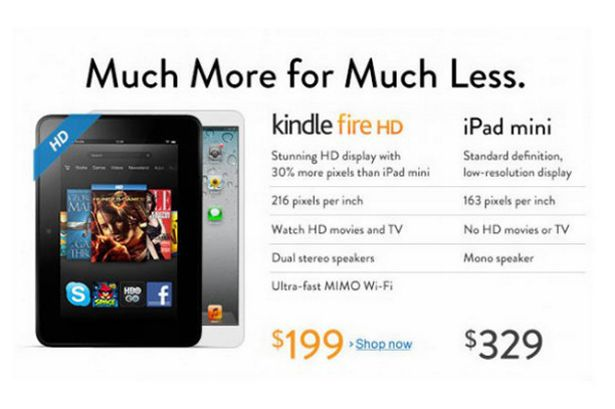 Much More for Much Less.
HD
kindle fire HD
iPad mini
Stunning HD display with
30% more pixels than iPad mini
Standard definition,
low-resolution display
216 pixels per inch
163 pixels per inch
Watch HD movies and TV
No HD movies or TV
Dual stereo speakers
Mono speaker
Ultra-fast MIMO Wi-Fi
$199 › Shop now
$329
HBO
GO
SPACE